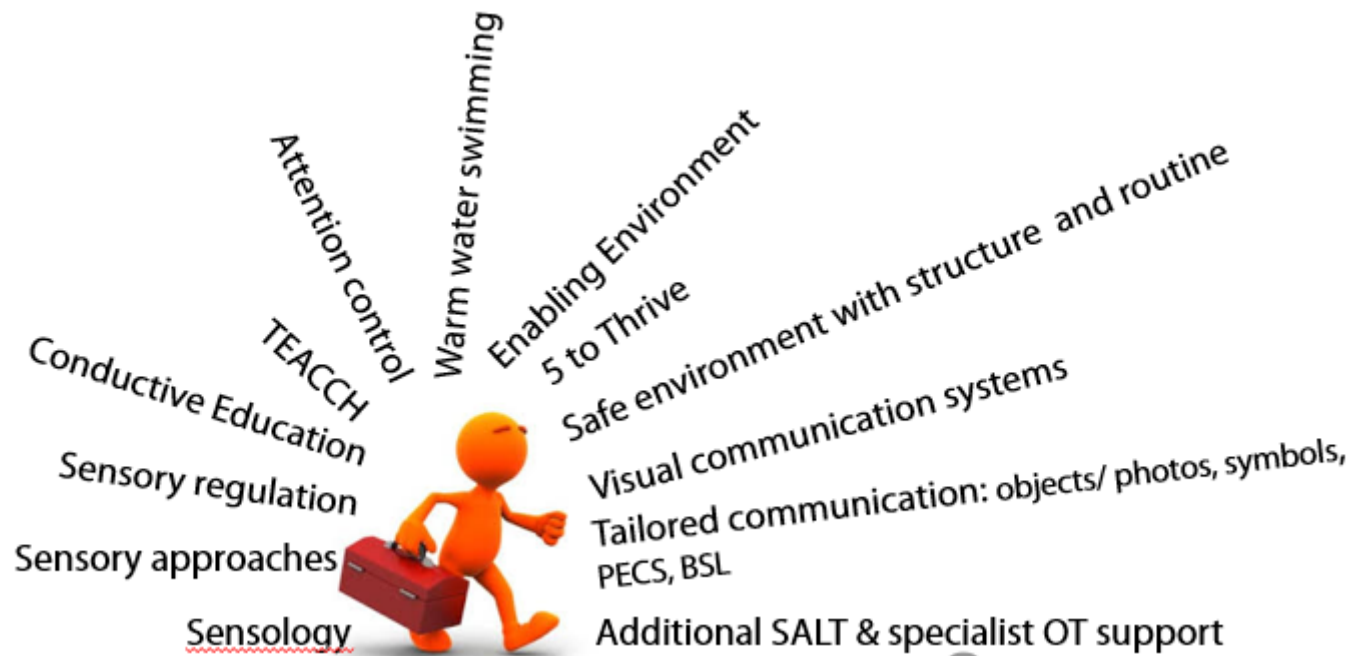 Sensology
Sensory approaches
Sensory regulation
Conductive Education
TEACCH
Attention control
Warm water swimming
Enabling Environment
5 to Thrive
Safe environment with structure and routine
Visual communication systems
Tailored communication: objects/ photos, symbols,
PECS, BSL
Additional SALT & specialist OT support